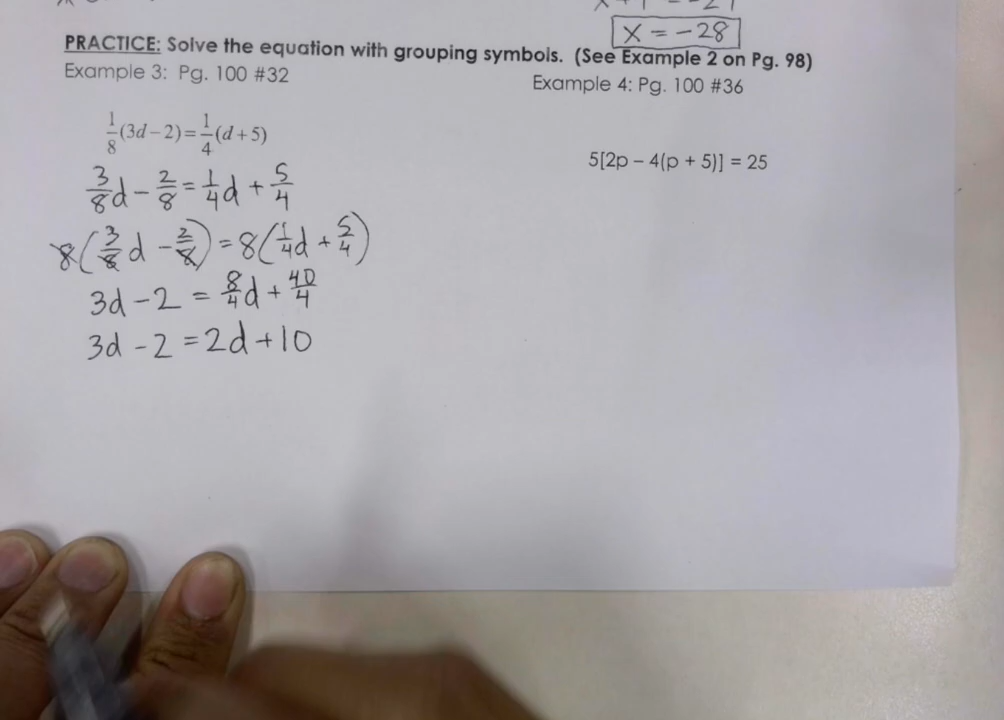 x = -28
PRACTICE: Solve the equation with grouping symbols. (See Example 2 on Pg. 98)
Example 3: Pg. 100 #32
1/8(3d – 2)= 1/4(d + 5)
3/8d - 2/8 = 1/4d + 5/4
8(3/8d - 2/8) = 8(1/4d + 5/4)
3d - 2 = 8/4d + 40/4
3d - 2 = 2d + 10
Example 4: Pg. 100 #36
5[2p – 4(p + 5)] = 25